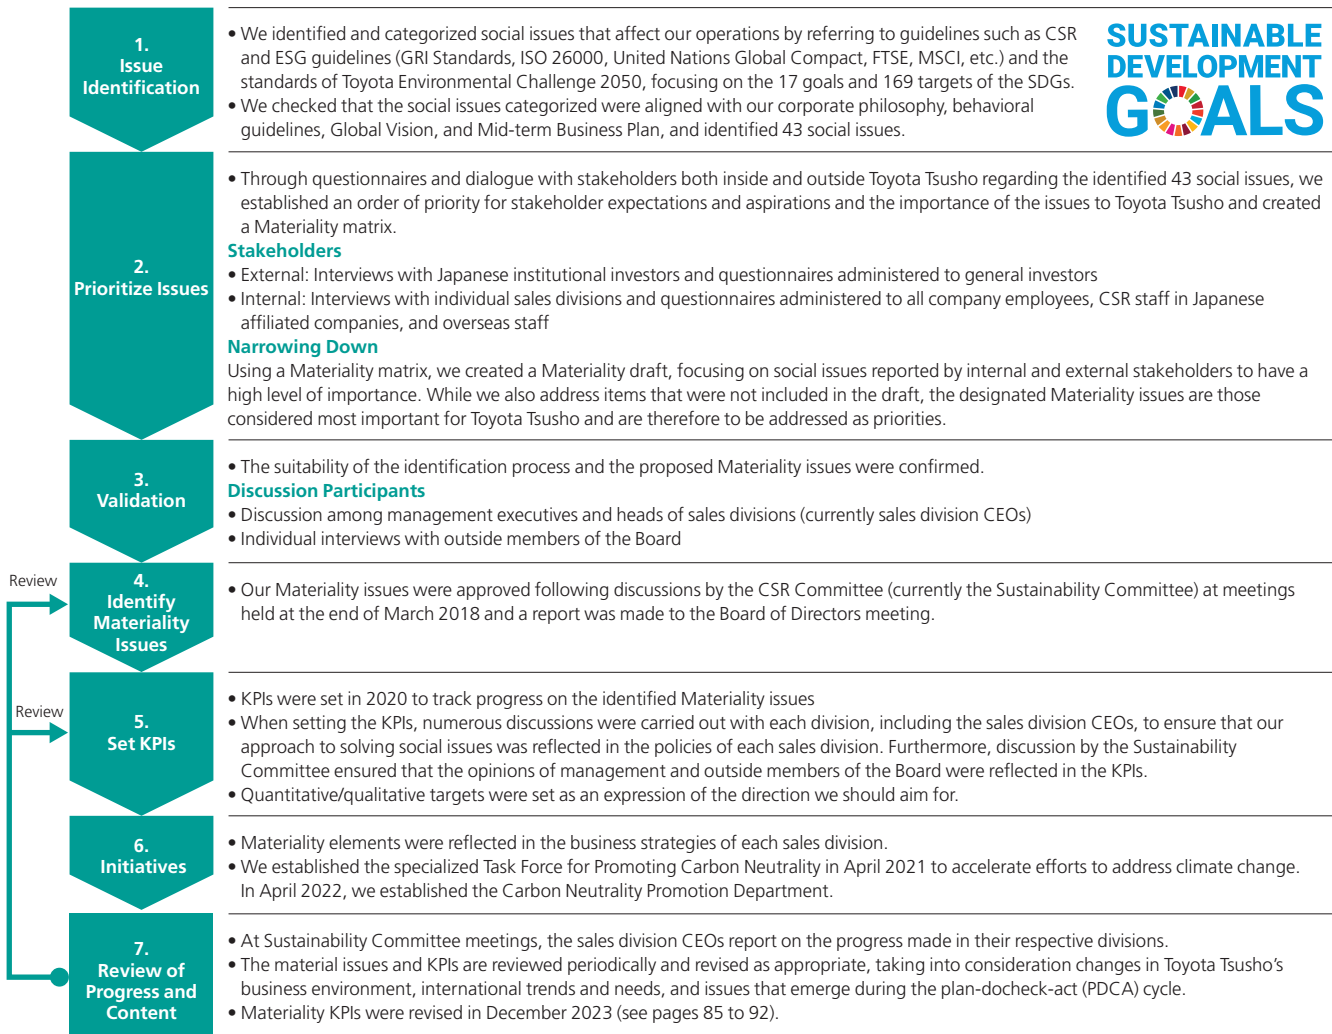 1.
Issue
Identification
• We identified and categorized social issues that affect our operations by referring to guidelines such as CSR
and ESG guidelines (GRI Standards, ISO 26000, United Nations Global Compact, FTSE, MSCI, etc.) and the
standards of Toyota Environmental Challenge 2050, focusing on the 17 goals and 169 targets of the SDGs.
• We checked that the social issues categorized were aligned with our corporate philosophy, behavioral
guidelines, Global Vision, and Mid-term Business Plan, and identified 43 social issues.
SUSTAINABLE
DEVELOPMENT
GOALS
2.
Prioritize Issues
• Through questionnaires and dialogue with stakeholders both inside and outside Toyota Tsusho regarding the identified 43 social issues, we
established an order of priority for stakeholder expectations and aspirations and the importance of the issues to Toyota Tsusho and created
a Materiality matrix.
Stakeholders
• External: Interviews with Japanese institutional investors and questionnaires administered to general investors
• Internal: Interviews with individual sales divisions and questionnaires administered to all company employees, CSR staff in Japanese
affiliated companies, and overseas staff
Narrowing Down
Using a Materiality matrix, we created a Materiality draft, focusing on social issues reported by internal and external stakeholders to have a
high level of importance. While we also address items that were not included in the draft, the designated Materiality issues are those
considered most important for Toyota Tsusho and are therefore to be addressed as priorities.
3.
Validation
• The suitability of the identification process and the proposed Materiality issues were confirmed.
Discussion Participants
• Discussion among management executives and heads of sales divisions (currently sales division CEOs)
• Individual interviews with outside members of the Board
Review
4.
Identify
Materiality
Issues
• Our Materiality issues were approved following discussions by the CSR Committee (currently the Sustainability Committee) at meetings
held at the end of March 2018 and a report was made to the Board of Directors meeting.
Review
5.
Set KPIs
• KPIs were set in 2020 to track progress on the identified Materiality issues
• When setting the KPIs, numerous discussions were carried out with each division, including the sales division CEOs, to ensure that our
approach to solving social issues was reflected in the policies of each sales division. Furthermore, discussion by the Sustainability
Committee ensured that the opinions of management and outside members of the Board were reflected in the KPIs.
• Quantitative/qualitative targets were set as an expression of the direction we should aim for.
6.
Initiatives
• Materiality elements were reflected in the business strategies of each sales division.
• We established the specialized Task Force for Promoting Carbon Neutrality in April 2021 to accelerate efforts to address climate change.
In April 2022, we established the Carbon Neutrality Promotion Department.
7.
Review of
Progress and
Content
• At Sustainability Committee meetings, the sales division CEOs report on the progress made in their respective divisions.
• The material issues and KPIs are reviewed periodically and revised as appropriate, taking into consideration changes in Toyota Tsusho’s
business environment, international trends and needs, and issues that emerge during the plan-docheck-act (PDCA) cycle.
• Materiality KPIs were revised in December 2023 (see pages 85 to 92).